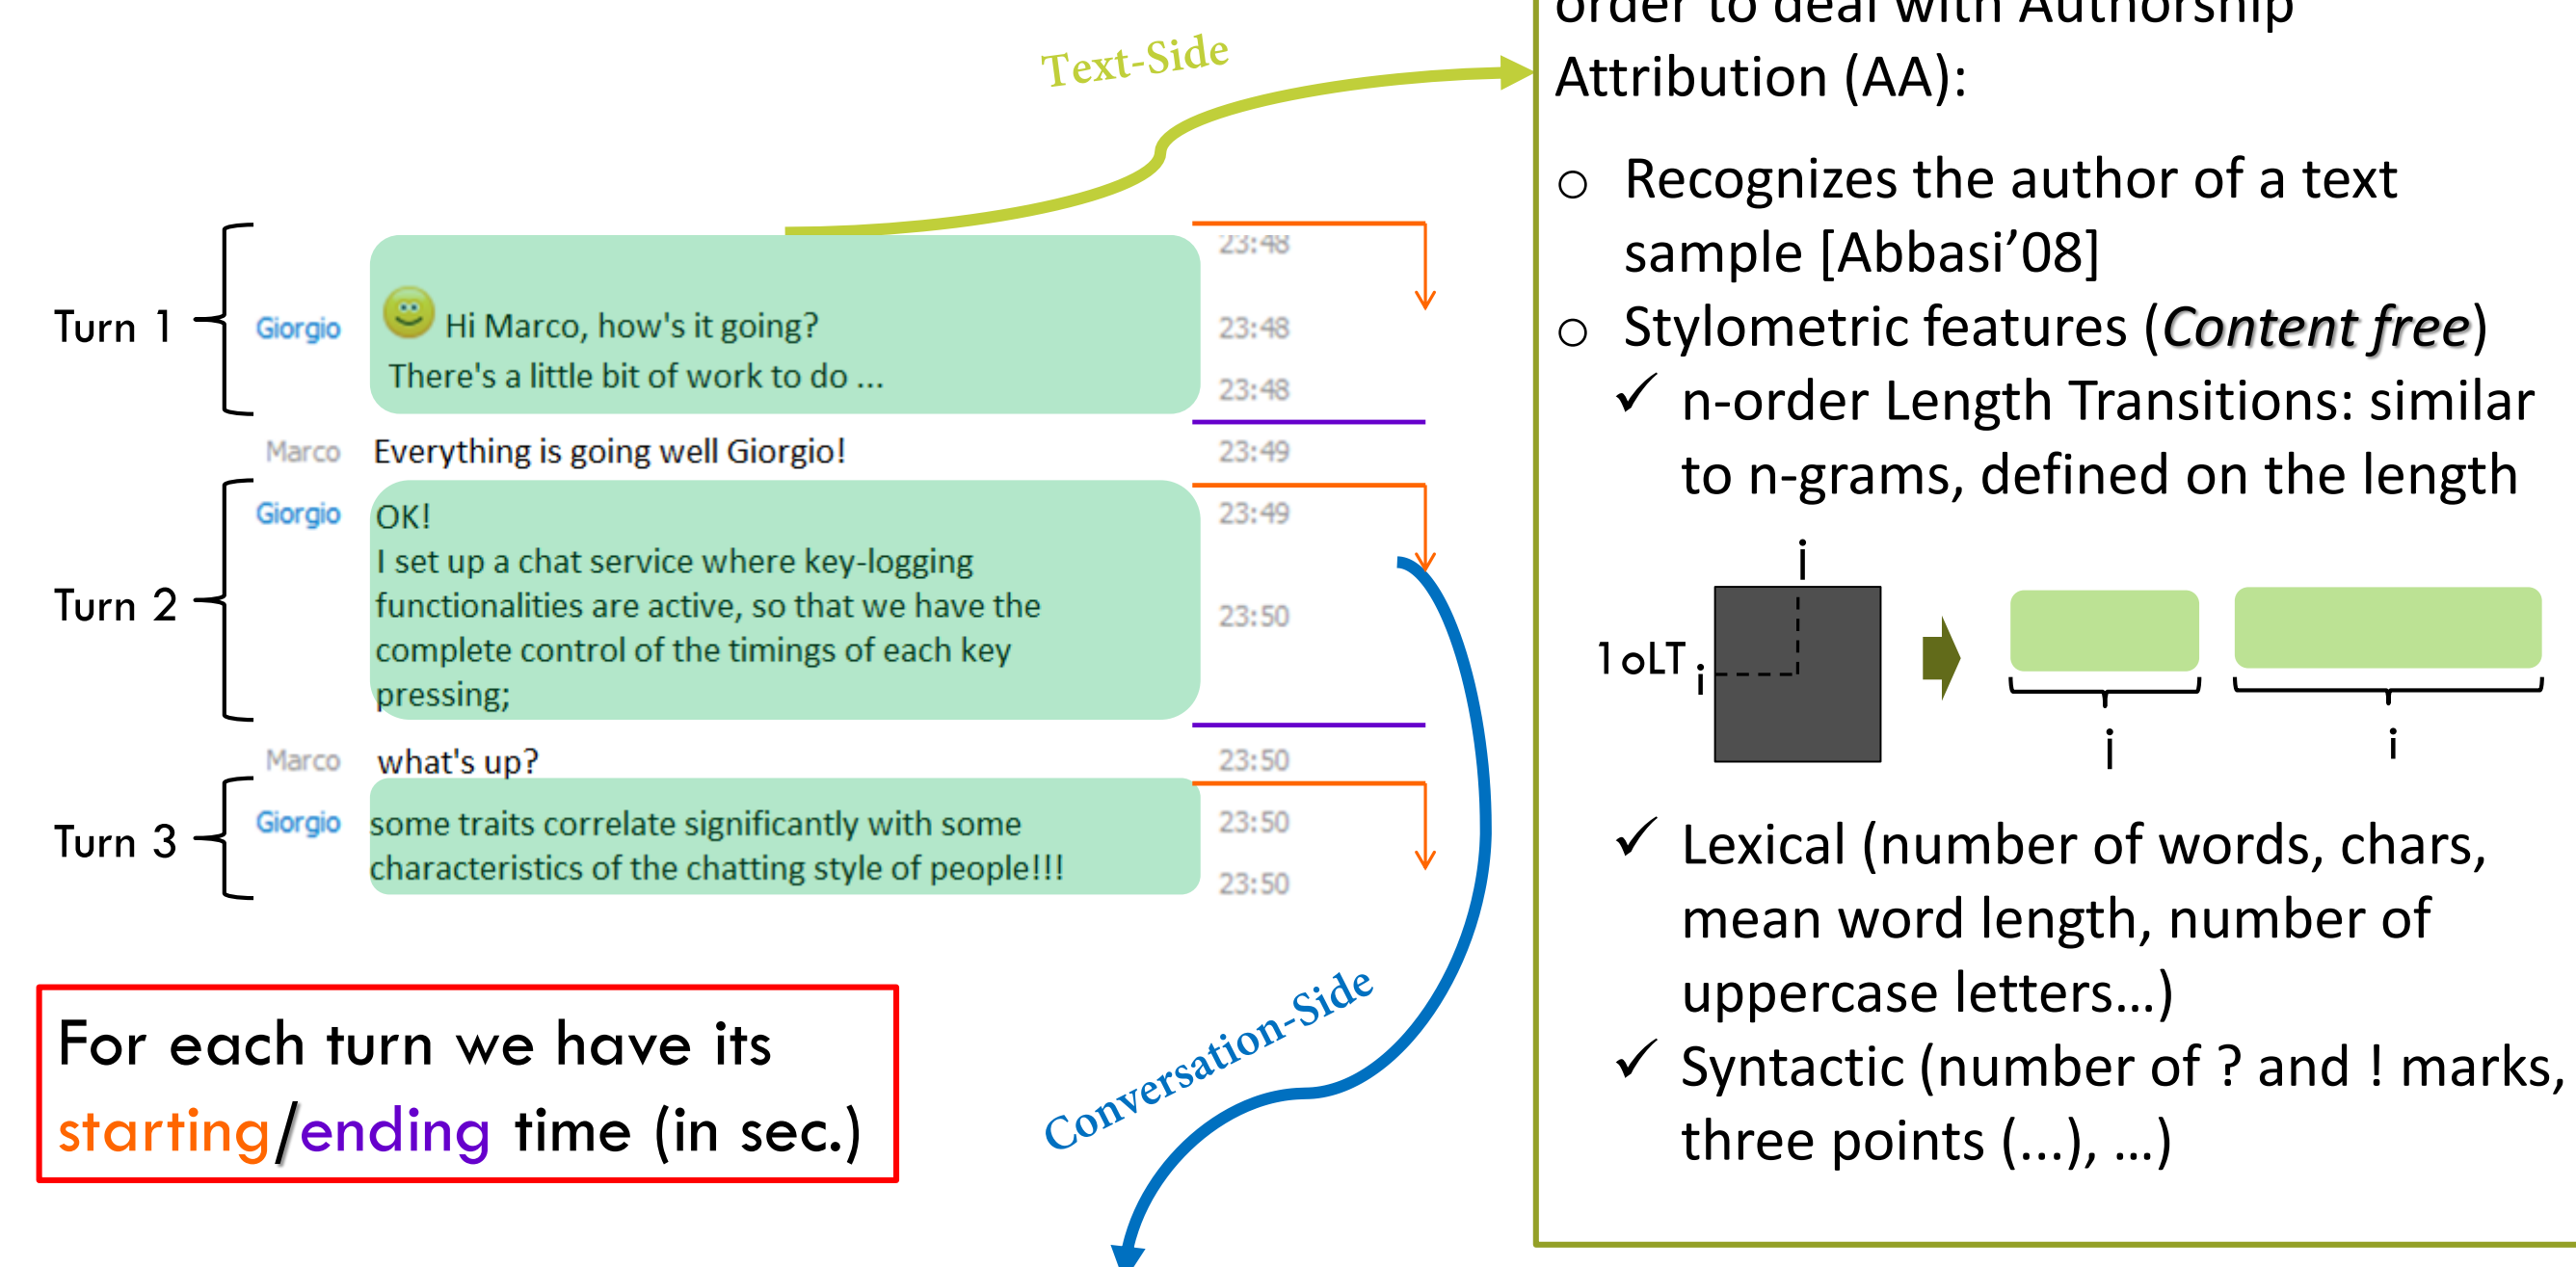 Text-Side
Turn 1
Giorgio
Hi Marco, how's it going?
There's a little bit of work to do ...
23:48
23:48
23:48
Marco Everything is going well Giorgio! 23:49
Turn 2
Giorgio
OK!
I set up a chat service where key-logging
functionalities are active, so that we have the
complete control of the timings of each key
pressing;
23:49
23:50
Marco what's up? 23:50
Turn 3
Giorgio
some traits correlate significantly with some
characteristics of the chatting style of people!!!
23:50
23:50
For each turn we have its
starting/ending time (in sec.)
Conversation-Side
order to deal with Authorship
Attribution (AA):
o Recognizes the author of a text
sample [Abbasi’08]
o Stylometric features (Content free)
✓ n-order Length Transitions: similar
to n-grams, defined on the length
i
1oLT i
i
i
✓ Lexical (number of words, chars,
mean word length, number of
uppercase letters…)
✓ Syntactic (number of ? and ! marks,
three points (...), …)